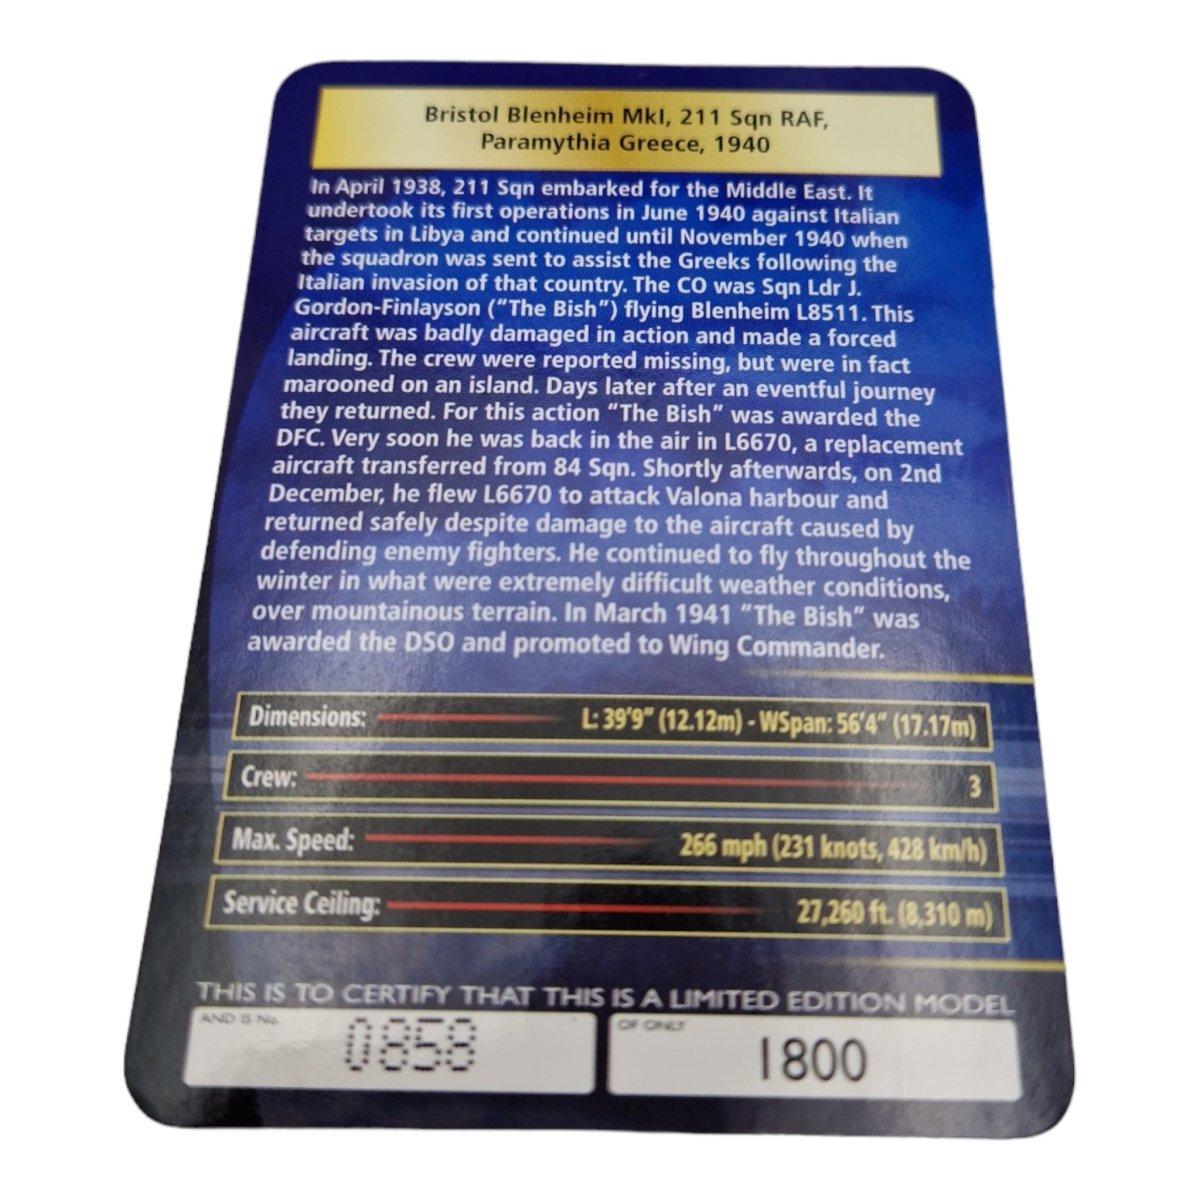 Bristol Blenheim MkI, 211 Sqn RAF,
Paramythia Greece, 1940
In April 1938, 211 Sqn embarked for the Middle East. It
undertook its first operations in June 1940 against Italian
targets in Libya and continued until November 1940 when
the squadron was sent to assist the Greeks following the
Italian invasion of that country. The CO was Sqn Ldr J.
Gordon-Finlayson (“The Bish”) flying Blenheim L8511. This
aircraft was badly damaged in action and made a forced
landing. The crew were reported missing, but were in fact
marooned on an island. Days later after an eventful journey
they returned. For this action “The Bish” was awarded the
DFC. Very soon he was back in the air in L6670, a replacement
aircraft transferred from 84 Sqn. Shortly afterwards, on 2nd
December, he flew L6670 to attack Valona harbour and
returned safely despite damage to the aircraft caused by
defending enemy fighters. He continued to fly throughout the
winter in what were extremely difficult weather conditions,
over mountainous terrain. In March 1941 “The Bish” was
awarded the DSO and promoted to Wing Commander.
Dimensions: L: 39’9” (12.12m) - WSpan: 56’4” (17.17m)
Crew: 3
Max. Speed: 266 mph (231 knots, 428 km/h)
Service Ceiling: 27,260 ft. (8,310 m)
THIS IS TO CERTIFY THAT THIS IS A LIMITED EDITION MODEL
AND IS No. 0858 OF ONLY 1800